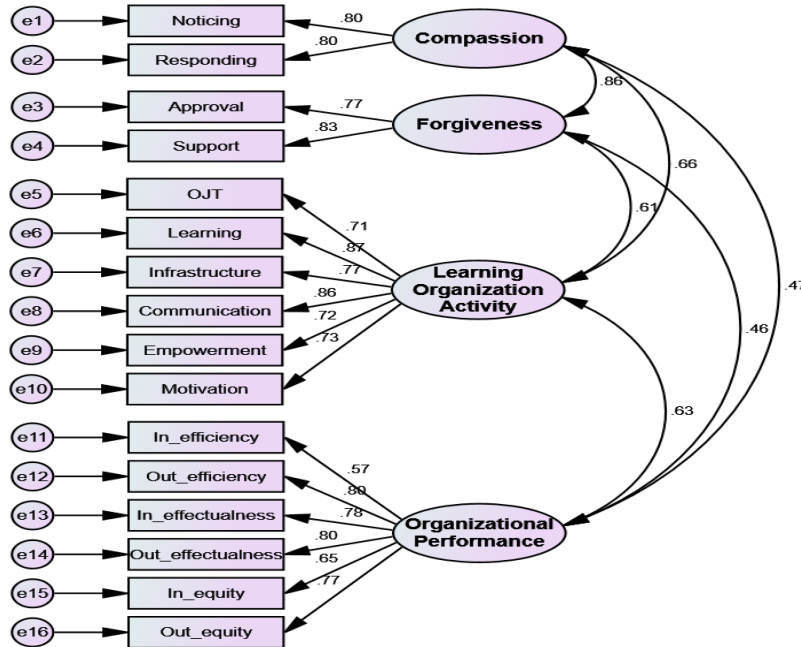 e1 Noticing .80 Compassion
e2 Responding .80
.86
e3 Approval .77 Forgiveness
e4 Support .83
.66
e5 OJT .71 .61
e6 Learning .87
e7 Infrastructure .77 Learning
Organization
Activity
.47
e8 Communication .86
e9 Empowerment .72 .46
e10 Motivation .73
.63
e11 In_efficiency .57
e12 Out_efficiency .80
e13 In_effectualness .78 Organizational
Performance
e14 Out_effectualness .80
e15 In_equity .65
e16 Out_equity .77